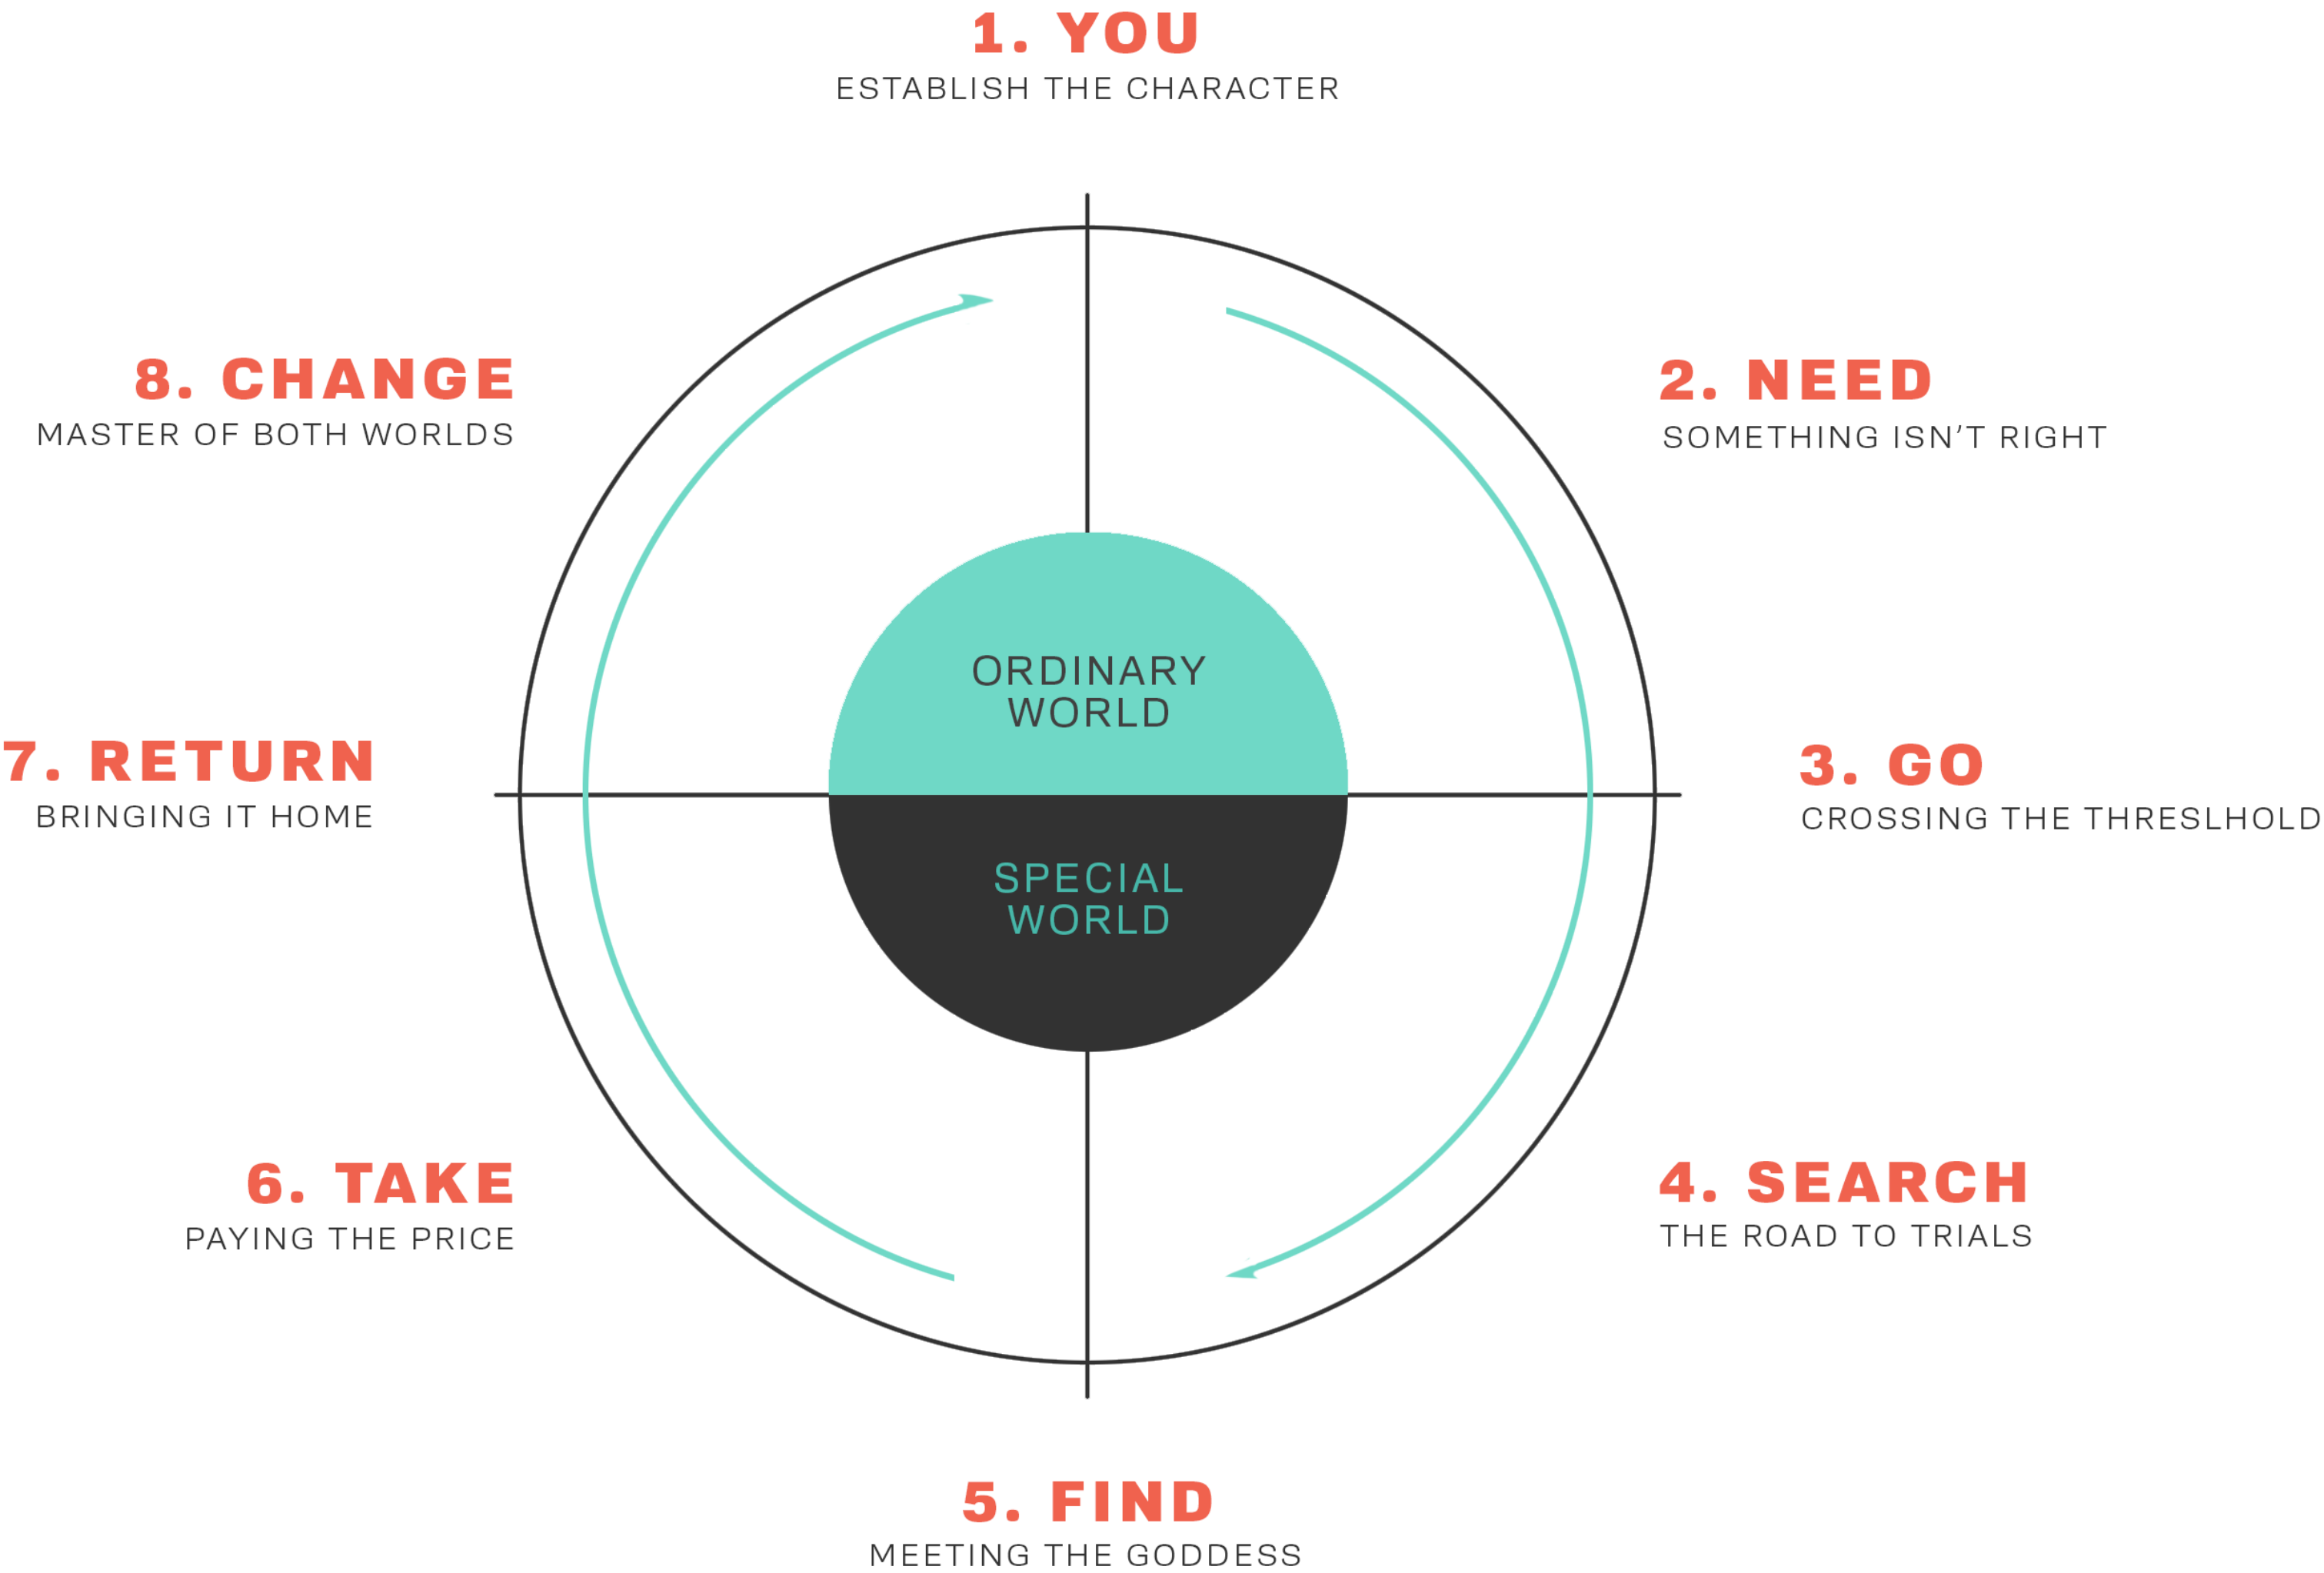 1. YOU
ESTABLISH THE CHARACTER
2. NEED
SOMETHING ISN'T RIGHT
3. GO
CROSSING THE THRESLHOLD
4. SEARCH
THE ROAD TO TRIALS
5. FIND
MEETING THE GODDESS
6. TAKE
PAYING THE PRICE
7. RETURN
BRINGING IT HOME
8. CHANGE
MASTER OF BOTH WORLDS
ORDINARY
WORLD
SPECIAL
WORLD